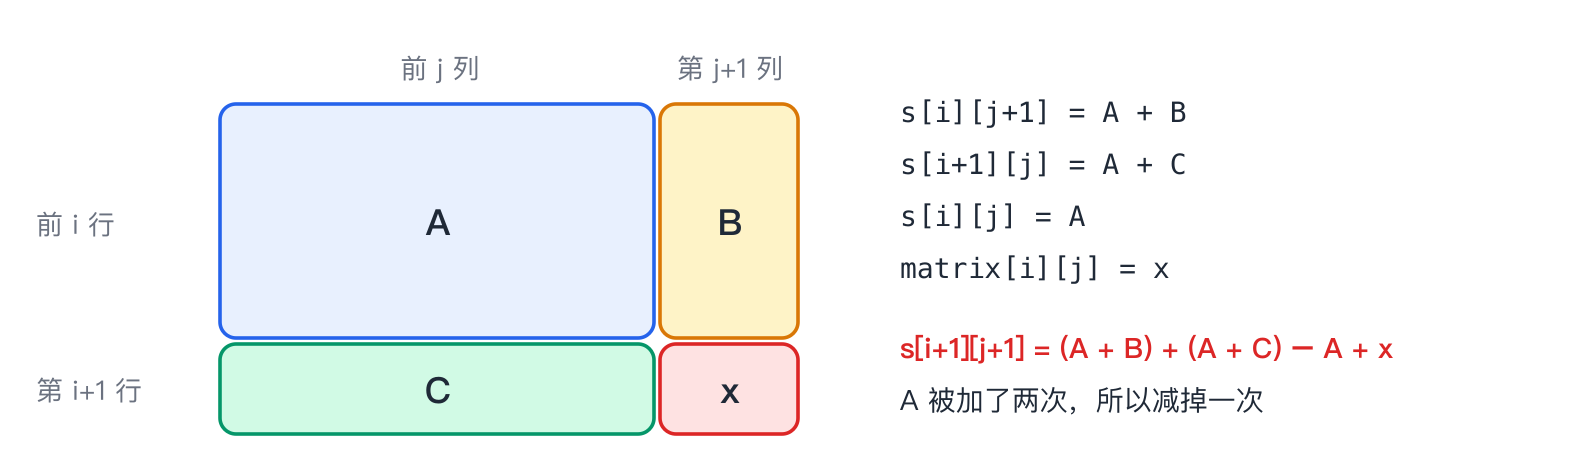 前 j 列
第 j+1 列
前 i 行
A
B
第 i+1 行
C
x
s[i][j+1] = A + B
s[i+1][j] = A + C
s[i][j] = A
matrix[i][j] = x
s[i+1][j+1] = (A + B) + (A + C) − A + x
A 被加了两次，所以减掉一次